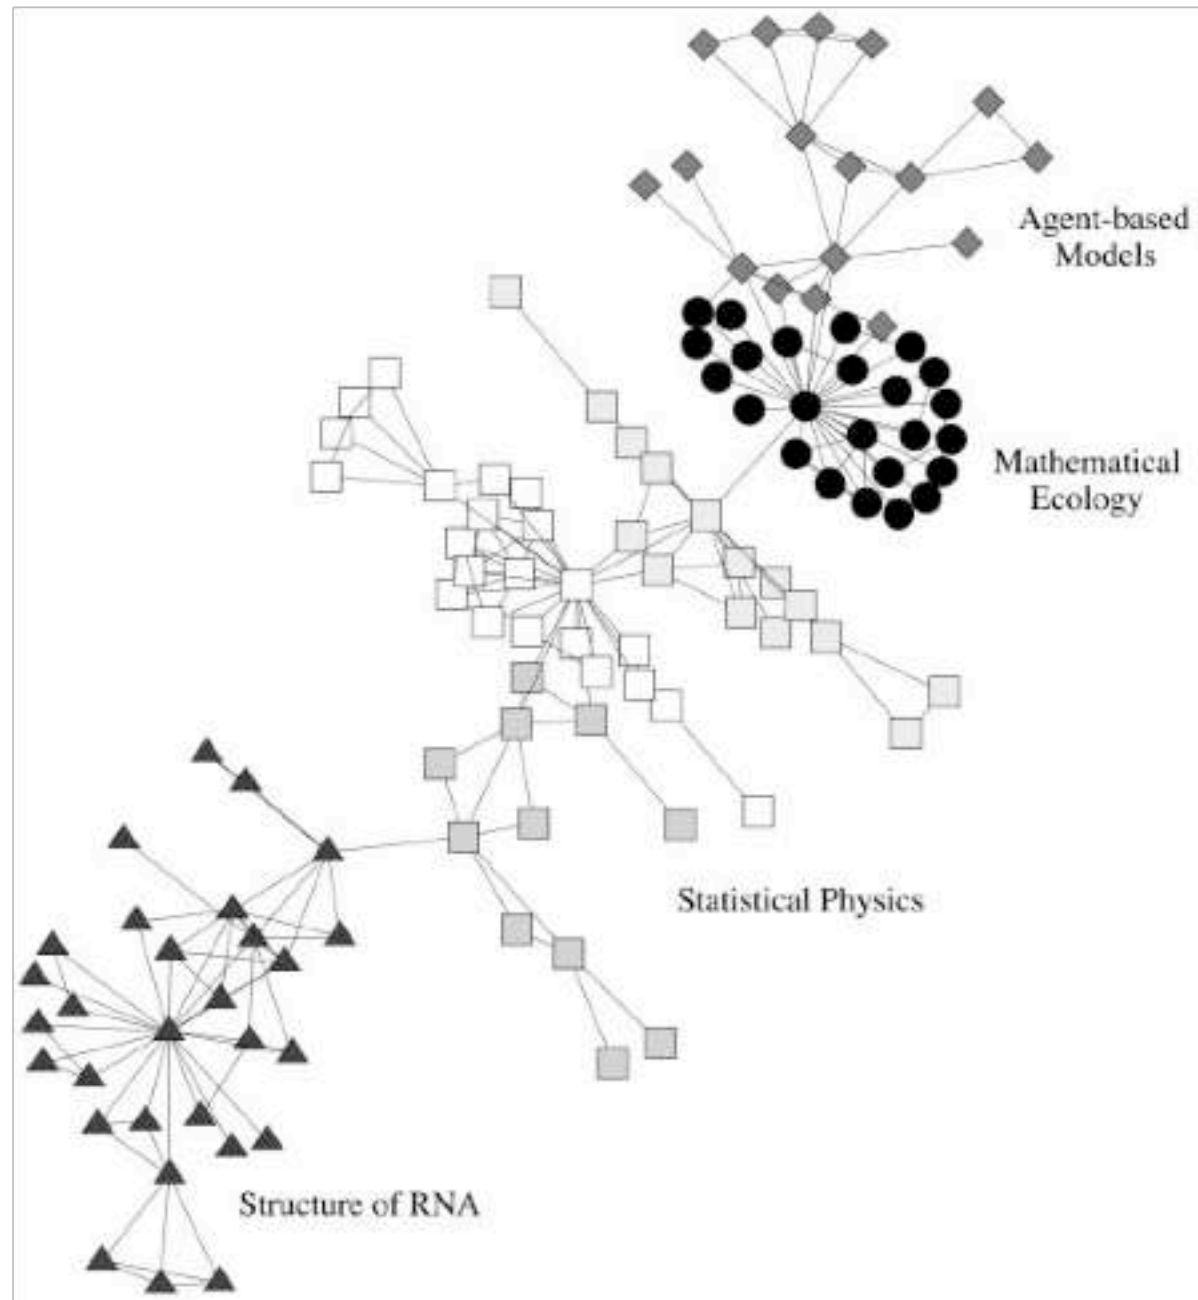 Agent-based
Models
Mathematical
Ecology
Statistical Physics
Structure of RNA